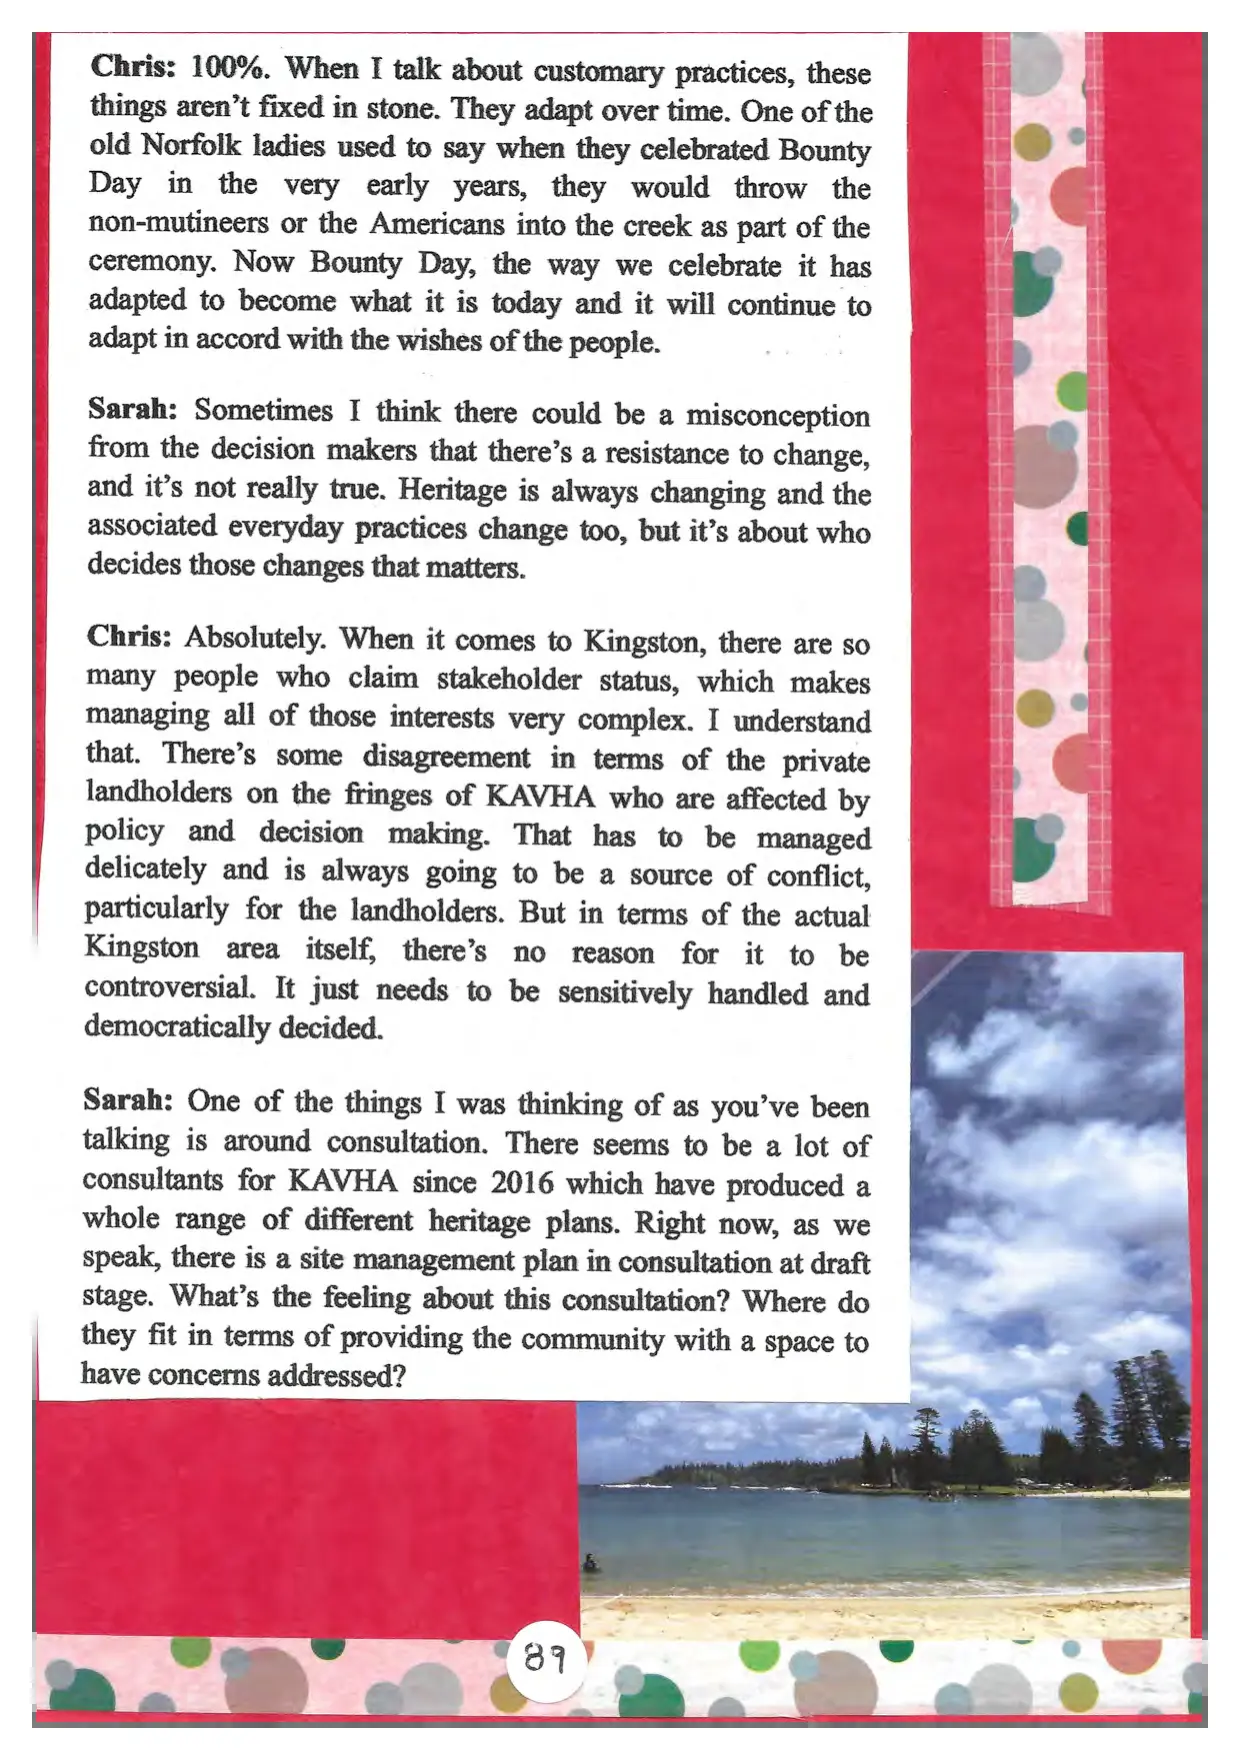 Chris: 100%. When I talk about customary practices, these
things aren't fixed in stone. They adapt over time. One of the
old Norfolk ladies used to say when they celebrated Bounty
Day in the very early years, they would throw the
non-mutineers or the Americans into the creek as part of the
ceremony. Now Bounty Day, the way we celebrate it has
adapted to become what it is today and it will continue to
adapt in accord with the wishes of the people.
Sarah: Sometimes I think there could be a misconception
from the decision makers that there's a resistance to change,
and it's not really true. Heritage is always changing and the
associated everyday practices change too, but it's about who
decides those changes that matters.
Chris: Absolutely. When it comes to Kingston, there are so
many people who claim stakeholder status, which makes
managing all of those interests very complex. I understand
that. There's some disagreement in terms of the private
landholders on the fringes of KAVHA who are affected by
policy and decision making. That has to be managed
delicately and is always going to be a source of conflict,
particularly for the landholders. But in terms of the actual
Kingston area itself, there's no reason for it to be
controversial. It just needs to be sensitively handled and
democratically decided.
Sarah: One of the things I was thinking of as you've been
talking is around consultation. There seems to be a lot of
consultants for KAVHA since 2016 which have produced a
whole range of different heritage plans. Right now, as we
speak, there is a site management plan in consultation at draft
stage. What's the feeling about this consultation? Where do
they fit in terms of providing the community with a space to
have concerns addressed?
89